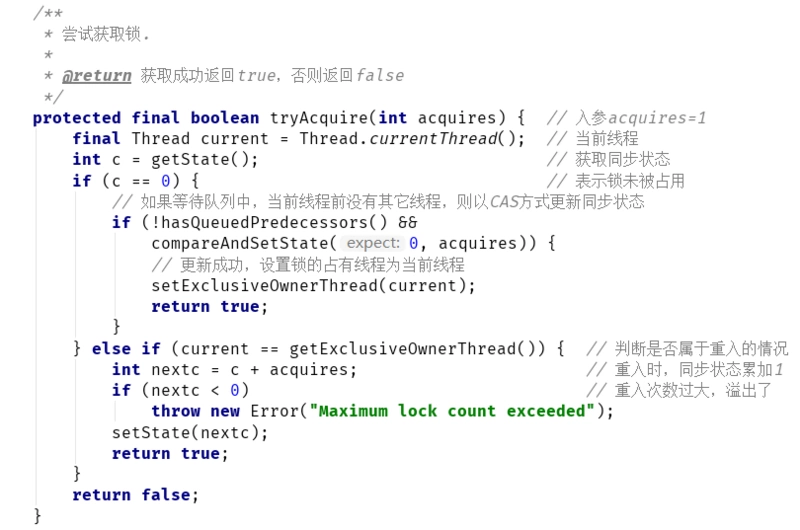 /**
 * 尝试获取锁.
 *
 * @return 获取成功返回true，否则返回false
 */
protected final boolean tryAcquire(int acquires) {  // 入参acquires=1
    final Thread current = Thread.currentThread();  // 当前线程
    int c = getState();                             // 获取同步状态
    if (c == 0) {                                   // 表示锁未被占用
        // 如果等待队列中，当前线程前没有其它线程，则以CAS方式更新同步状态
        if (!hasQueuedPredecessors() &&
            compareAndSetState( expect: 0, acquires)) {
            // 更新成功，设置锁的占有线程为当前线程
            setExclusiveOwnerThread(current);
            return true;
        }
    } else if (current == getExclusiveOwnerThread()) {  // 判断是否属于重入的情况
        int nextc = c + acquires;                       // 重入时，同步状态累加1
        if (nextc < 0)                                  // 重入次数过大，溢出了
            throw new Error("Maximum lock count exceeded");
        setState(nextc);
        return true;
    }
    return false;
}